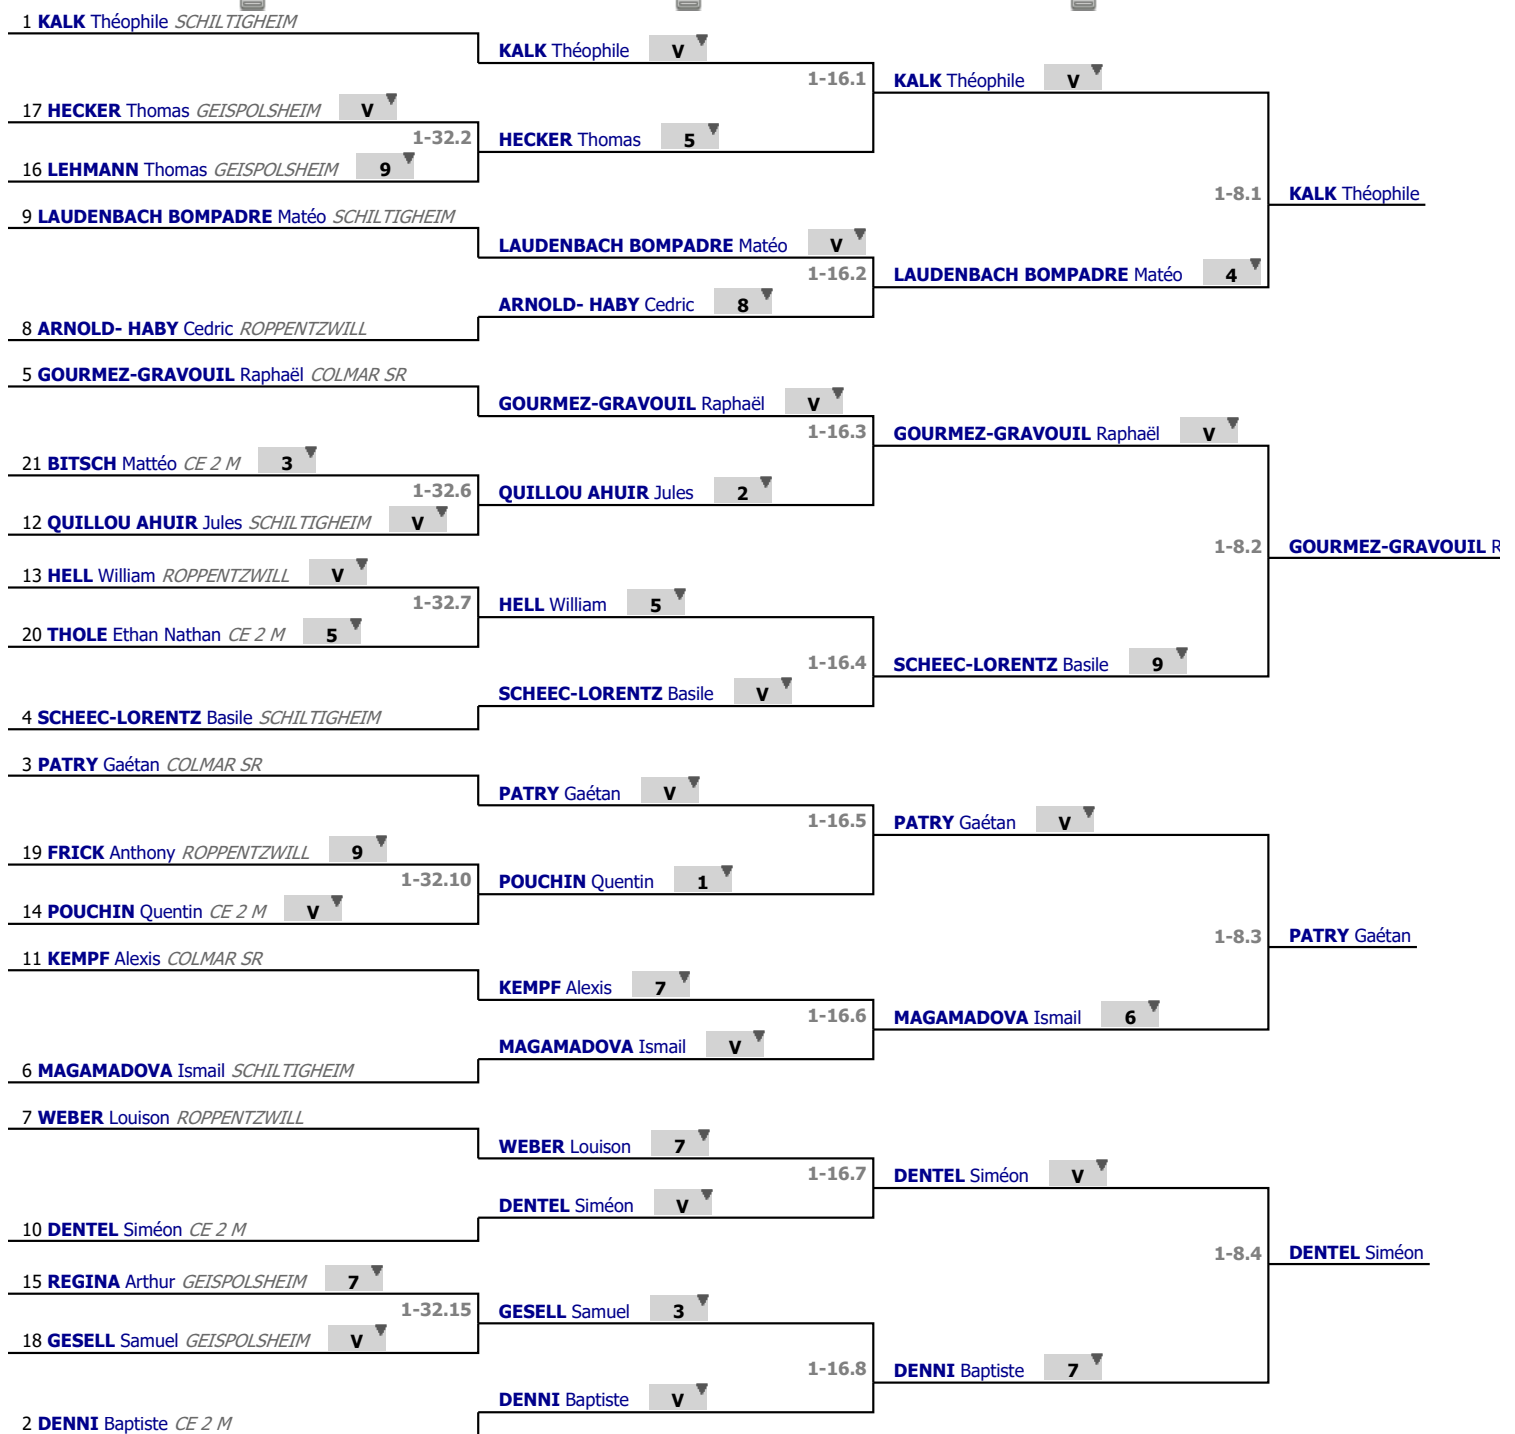 1 KALK Théophile SCHILTIGHEIM
17 HECKER Thomas GEISPOLSHEIM V
1-32.2
16 LEHMANN Thomas GEISPOLSHEIM 9
9 LAUDENBACH BOMPADRE Matéo SCHILTIGHEIM
8 ARNOLD- HABY Cedric ROPPENTZWILL
5 GOURMEZ-GRAVOUIL Raphaël COLMAR SR
21 BITSCH Mattéo CE 2 M 3
1-32.6
12 QUILLOU AHUIR Jules SCHILTIGHEIM V
13 HELL William ROPPENTZWILL V
1-32.7
20 THOLE Ethan Nathan CE 2 M 5
4 SCHEEC-LORENTZ Basile SCHILTIGHEIM
3 PATRY Gaétan COLMAR SR
19 FRICK Anthony ROPPENTZWILL 9
1-32.10
14 POUCHIN Quentin CE 2 M V
11 KEMPF Alexis COLMAR SR
6 MAGAMADOVA Ismail SCHILTIGHEIM
7 WEBER Louison ROPPENTZWILL
10 DENTEL Siméon CE 2 M
15 REGINA Arthur GEISPOLSHEIM 7
1-32.15
18 GESELL Samuel GEISPOLSHEIM V
2 DENNI Baptiste CE 2 M
KALK Théophile V
1-16.1
HECKER Thomas 5
LAUDENBACH BOMPADRE Matéo V
1-16.2
ARNOLD- HABY Cedric 8
GOURMEZ-GRAVOUIL Raphaël V
1-16.3
QUILLOU AHUIR Jules 2
HELL William 5
1-16.4
SCHEEC-LORENTZ Basile V
PATRY Gaétan V
1-16.5
POUCHIN Quentin 1
KEMPF Alexis 7
1-16.6
MAGAMADOVA Ismail V
WEBER Louison 7
1-16.7
DENTEL Siméon V
GESELL Samuel 3
1-16.8
DENNI Baptiste V
KALK Théophile V
1-8.1
LAUDENBACH BOMPADRE Matéo 4
GOURMEZ-GRAVOUIL Raphaël V
1-8.2
SCHEEC-LORENTZ Basile 9
PATRY Gaétan V
1-8.3
MAGAMADOVA Ismail 6
DENTEL Siméon V
1-8.4
DENNI Baptiste 7
KALK Théophile
GOURMEZ-GRAVOUIL R
PATRY Gaétan
DENTEL Siméon